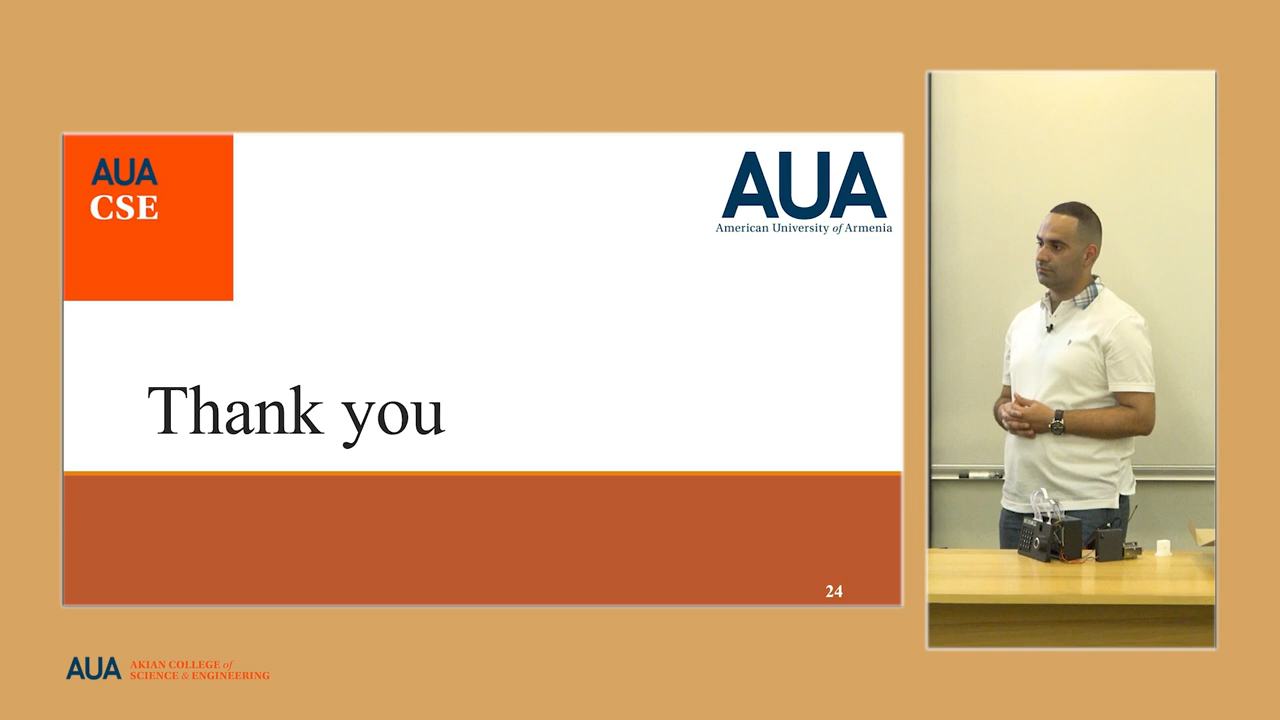 AUA
CSE
AUA
American University of Armenia
Thank you
24
AUA
AKIAN COLLEGE of
SCIENCE & ENGINEERING